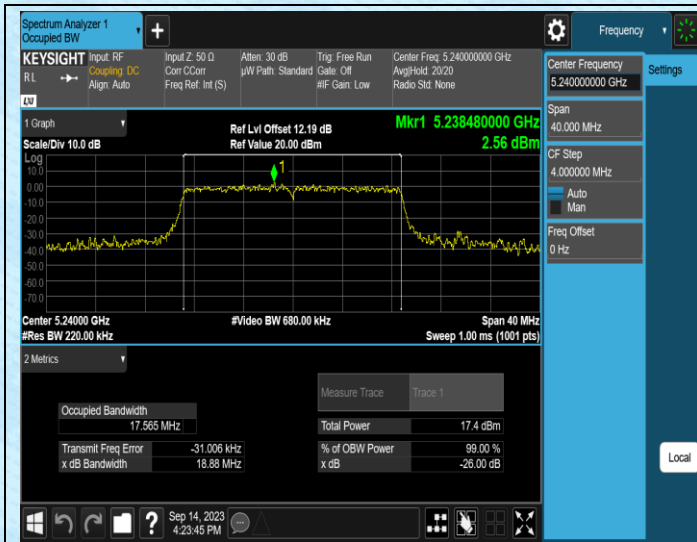 Spectrum Analyzer 1
Occupied BW
+
Frequency
KEYSIGHT
RL
LXI
Input: RF
Coupling: DC
Align: Auto
Input Z: 50 Ω
Corr CCorr
Freq Ref: Int (S)
Atten: 30 dB
µW Path: Standard
Trig: Free Run
Gate: Off
#IF Gain: Low
Center Freq: 5.240000000 GHz
Avg|Hold: 20/20
Radio Std: None
Center Frequency
5.240000000 GHz
Settings
Span
40.000 MHz
CF Step
4.000000 MHz
Auto
Man
Freq Offset
0 Hz
Local
1 Graph
Scale/Div 10.0 dB
Ref Lvl Offset 12.19 dB
Ref Value 20.00 dBm
Mkr1 5.238480000 GHz
2.56 dBm
Log
10.0
0.00
-10.0
-20.0
-30.0
-40.0
-50.0
-60.0
-70.0
1
Center 5.24000 GHz
#Res BW 220.00 kHz
#Video BW 680.00 kHz
Span 40 MHz
Sweep 1.00 ms (1001 pts)
2 Metrics
Measure Trace Trace 1
Occupied Bandwidth
17.565 MHz
Total Power 17.4 dBm
Transmit Freq Error -31.006 kHz
% of OBW Power 99.00 %
x dB Bandwidth 18.88 MHz
x dB -26.00 dB
?
Sep 14, 2023
4:23:45 PM